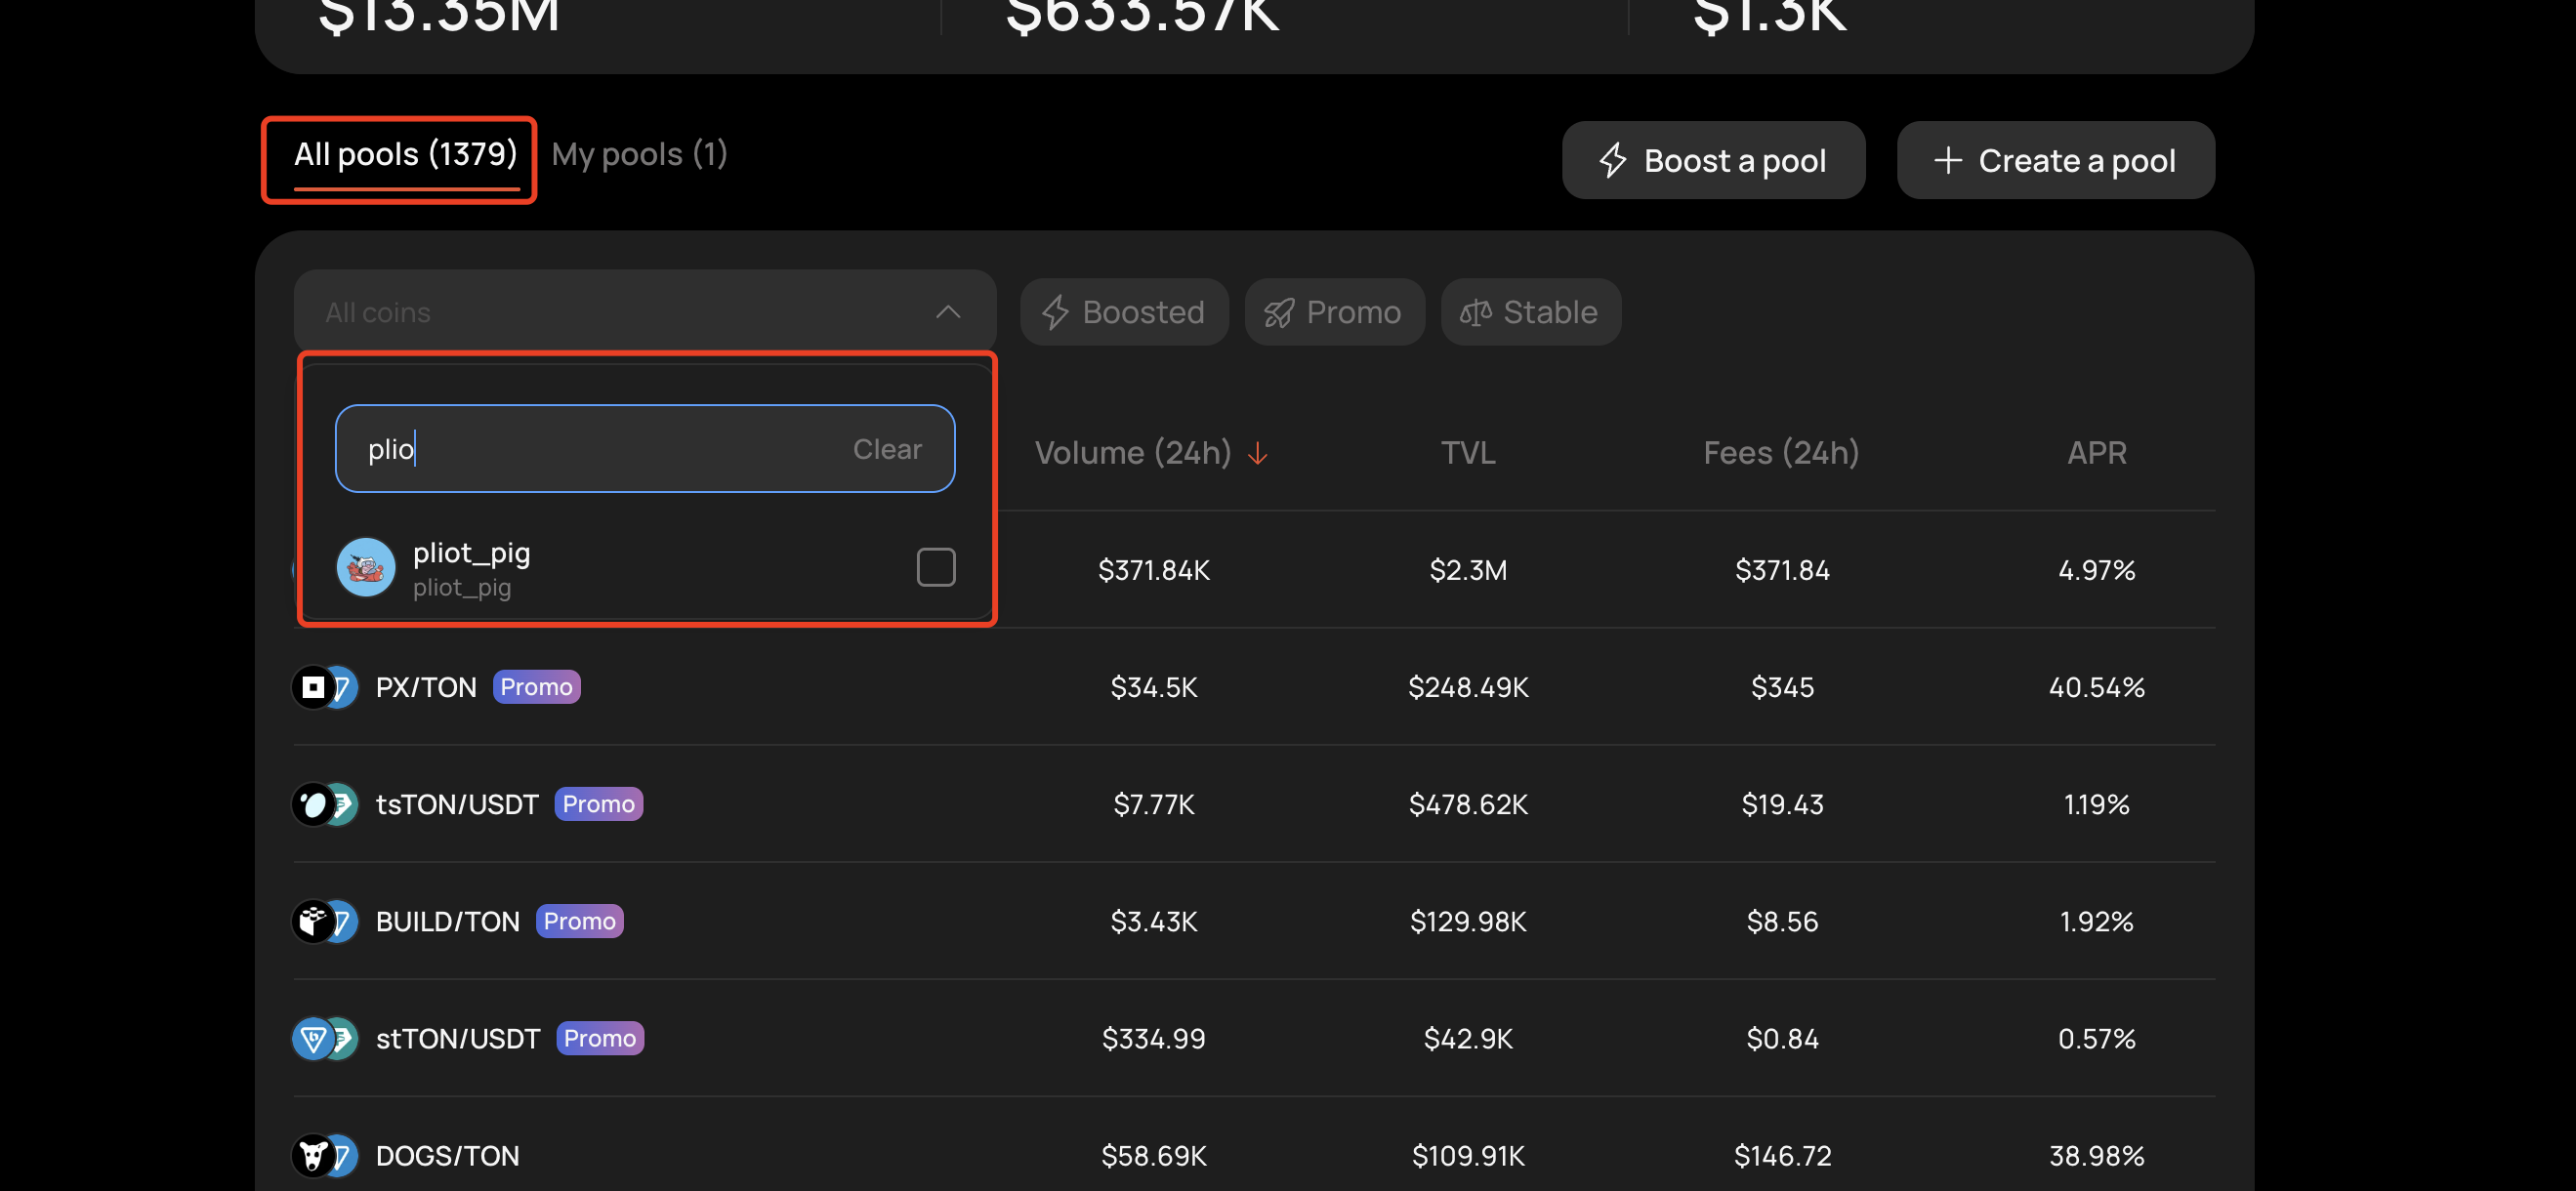 $13.35M $633.57K $1.3K
All pools (1379) My pools (1) Boost a pool Create a pool
All coins Boosted Promo Stable
plio Clear
Volume (24h) TVL Fees (24h) APR
pliot_pig
pliot_pig
$371.84K $2.3M $371.84 4.97%
PX/TON Promo $34.5K $248.49K $345 40.54%
tsTON/USDT Promo $7.77K $478.62K $19.43 1.19%
BUILD/TON Promo $3.43K $129.98K $8.56 1.92%
stTON/USDT Promo $334.99 $42.9K $0.84 0.57%
DOGS/TON $58.69K $109.91K $146.72 38.98%